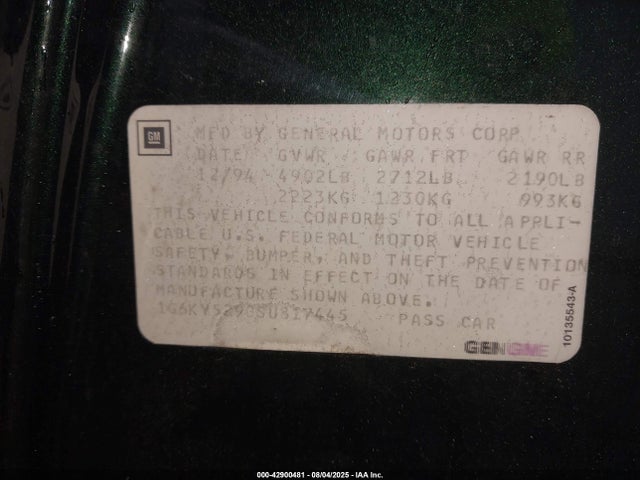 GM
MFD BY GENERAL MOTORS CORP
DATE GVWR GAWR FRT GAWR RR
12/94 4902LB 2712LB 2190LB
2223KG 1230KG 993KG
THIS VEHICLE CONFORMS TO ALL APPLI-
CABLE U.S. FEDERAL MOTOR VEHICLE
SAFETY, BUMPER, AND THEFT PREVENTION
STANDARDS IN EFFECT ON THE DATE OF
MANUFACTURE SHOWN ABOVE.
PASS CAR
GEN
10135543-A
000-42900481 - 08/04/2025 - IAA Inc.